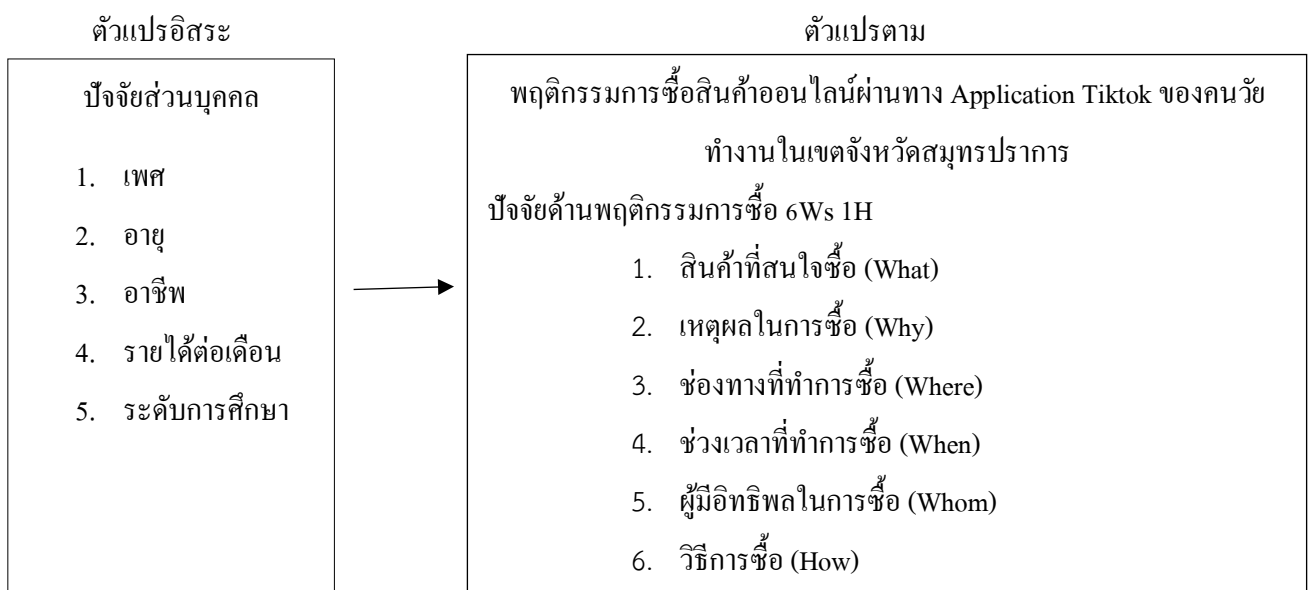 ตัวแปรอิสระ
ปัจจัยส่วนบุคคล
1. เพศ
2. อายุ
3. อาชีพ
4. รายได้ต่อเดือน
5. ระดับการศึกษา
ตัวแปรตาม
พฤติกรรมการซื้อสินค้าออนไลน์ผ่านทาง Application Tiktok ของคนวัย
ทำงานในเขตจังหวัดสมุทรปราการ
ปัจจัยด้านพฤติกรรมการซื้อ 6Ws 1H
1. สินค้าที่สนใจซื้อ (What)
2. เหตุผลในการซื้อ (Why)
3. ช่องทางที่ทำการซื้อ (Where)
4. ช่วงเวลาที่ทำการซื้อ (When)
5. ผู้มีอิทธิพลในการซื้อ (Whom)
6. วิธีการซื้อ (How)